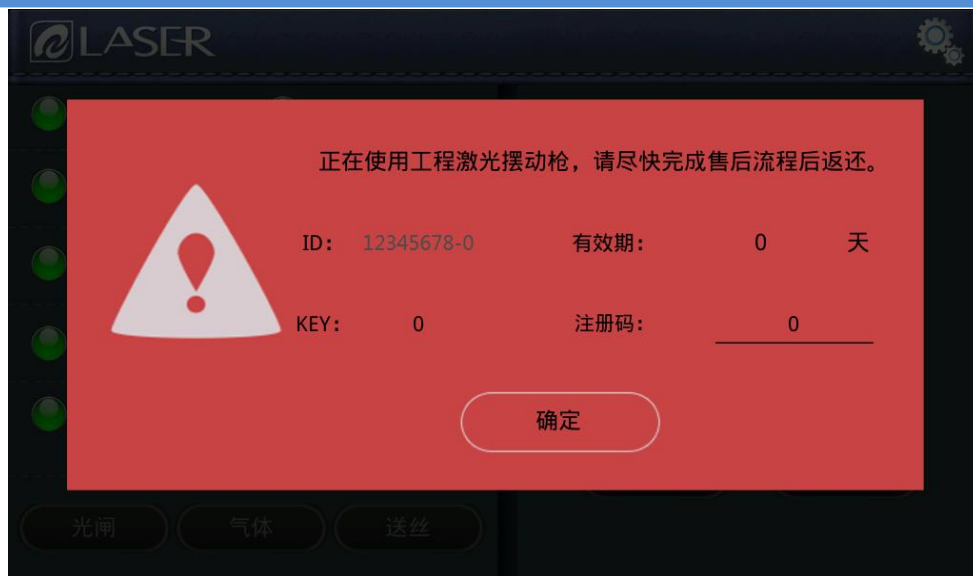 LASER
正在使用工程激光摆动枪，请尽快完成售后流程后返还。
ID： 12345678-0 有效期： 0 天
KEY： 0 注册码： 0
确定
光闸 气体 送丝